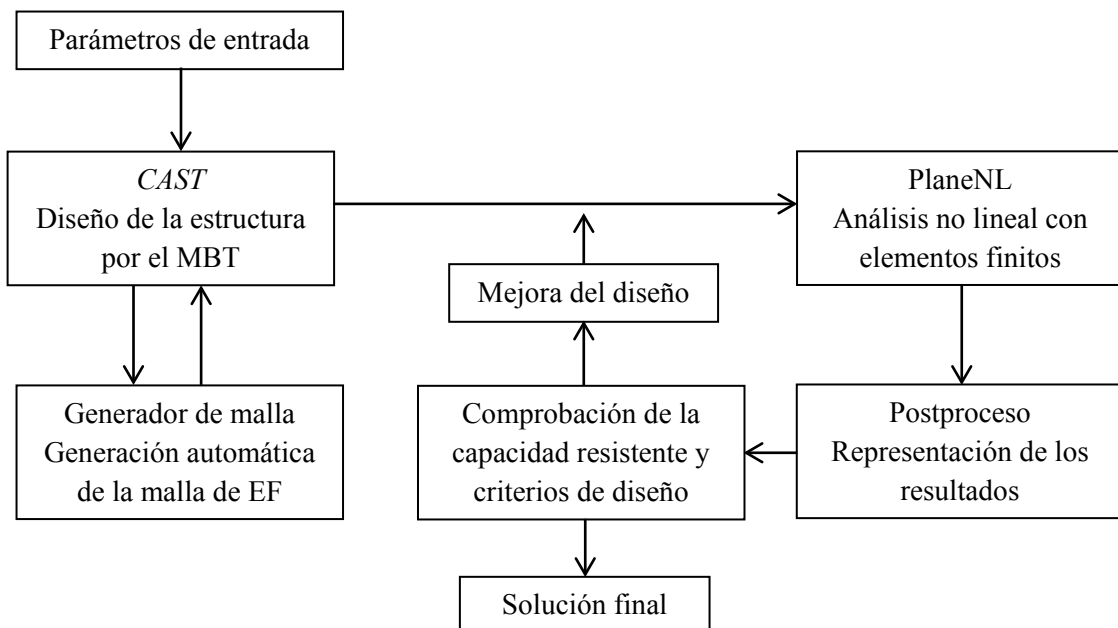 Parámetros de entrada
CAST
Diseño de la estructura
por el MBT
PlaneNL
Análisis no lineal con
elementos finitos
Mejora del diseño
Generador de malla
Generación automática
de la malla de EF
Comprobación de la
capacidad resistente y
criterios de diseño
Postproceso
Representación de los
resultados
Solución final